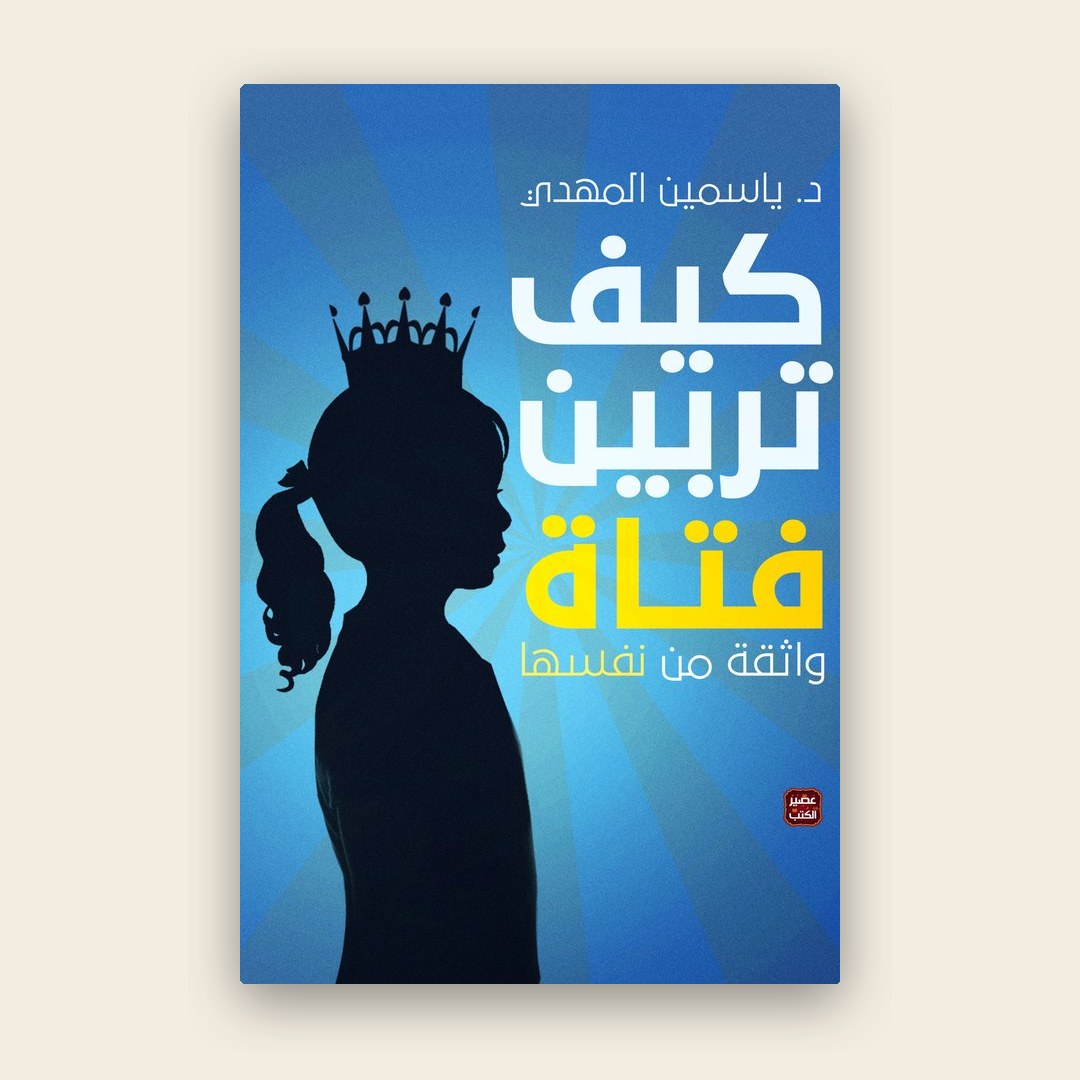 د. ياسمين المهدي
كيف
تربين
فتاة
واثقة من نفسها
عصير
الكتب